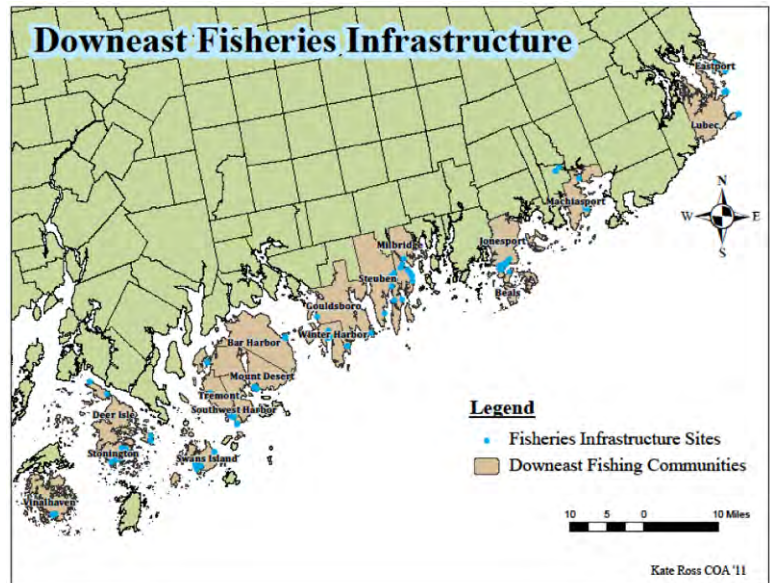 Downeast Fisheries Infrastructure
Eastport
Lubec
Machiasport
N
W E
S
Jonesport
Milbridge
Steuben
Beals
Gouldsboro
Winter Harbor
Bar Harbor
Mount Desert
Tremont
Southwest Harbor
Deer Isle
Stonington
Swans Island
Vinalhaven
Legend
Fisheries Infrastructure Sites
Downeast Fishing Communities
10 5 0 10 Miles
Kate Ross COA '11